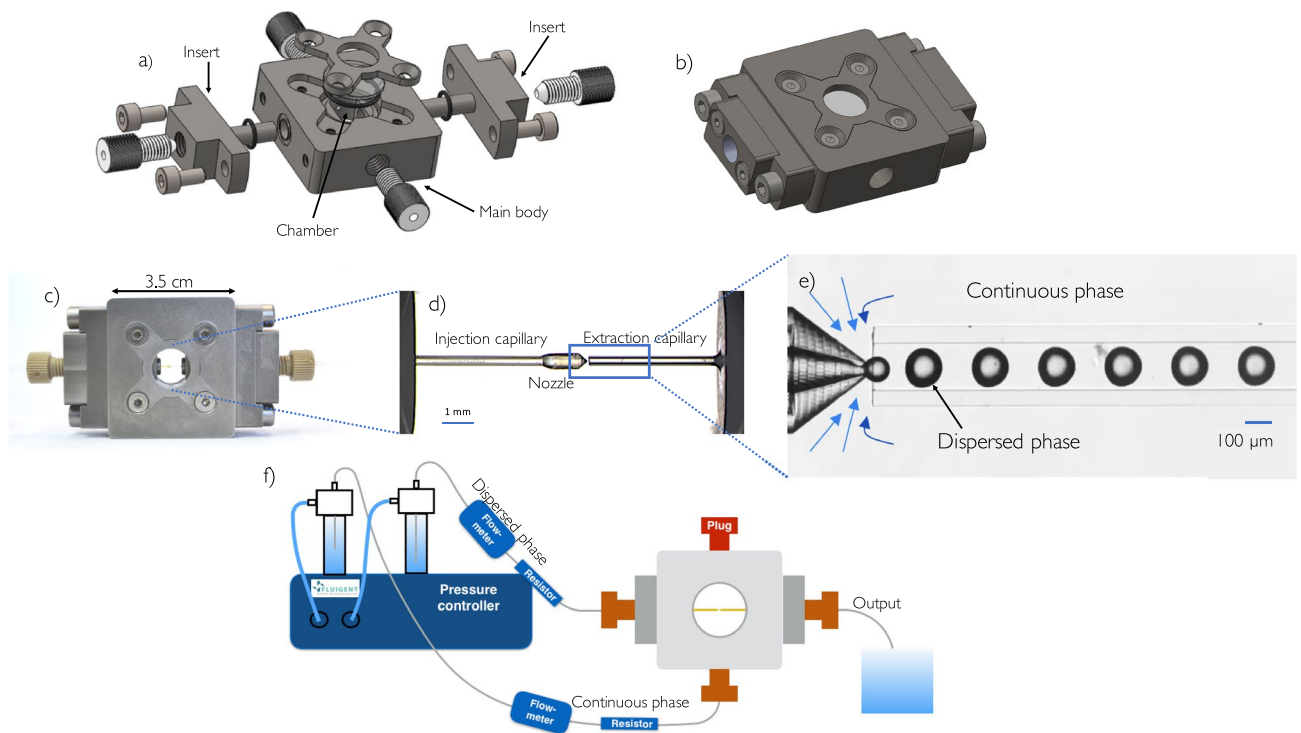 a)
Insert
Insert
Chamber
Main body
b)
c)
3.5 cm
d)
Injection capillary
Extraction capillary
Nozzle
1 mm
e)
Continuous phase
Dispersed phase
100 µm
f)
FLUIGENT
Pressure
controller
Dispersed phase
Flow-
meter
Resistor
Plug
Output
Continuous phase
Flow-
meter
Resistor